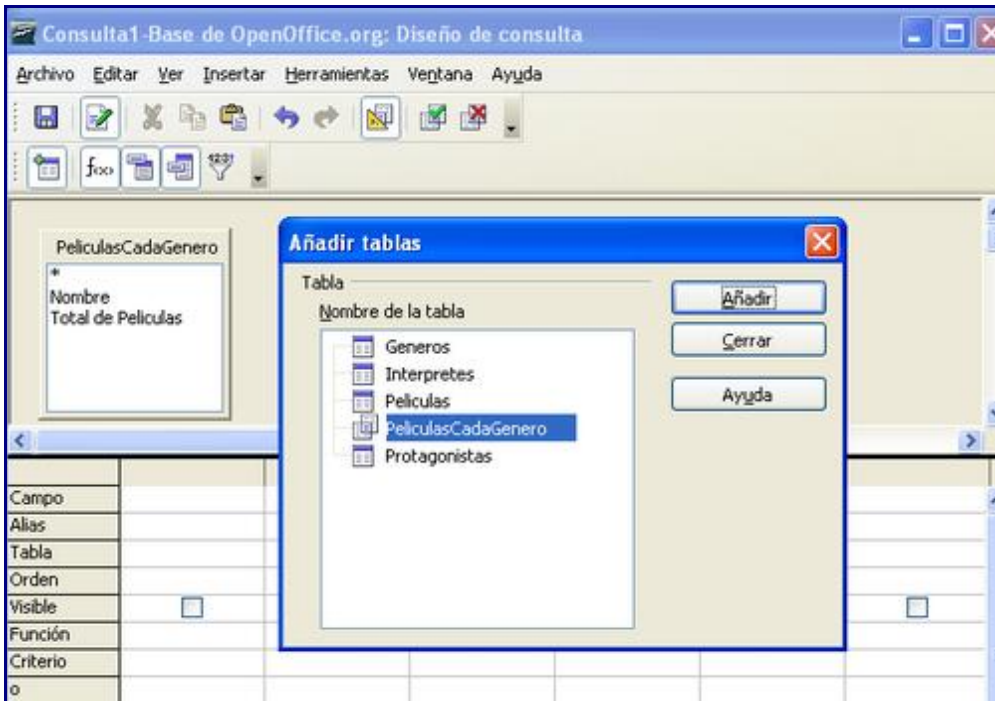 Consulta1-Base de OpenOffice.org: Diseño de consulta
Archivo Editar Ver Insertar Herramientas Ventana Ayuda
f(x) 123!
PeliculasCadaGenero
*
Nombre
Total de Peliculas
Añadir tablas
Tabla
Nombre de la tabla
Generos
Interpretes
Peliculas
PeliculasCadaGenero
Protagonistas
Añadir
Cerrar
Ayuda
Campo
Alias
Tabla
Orden
Visible
Función
Criterio
o